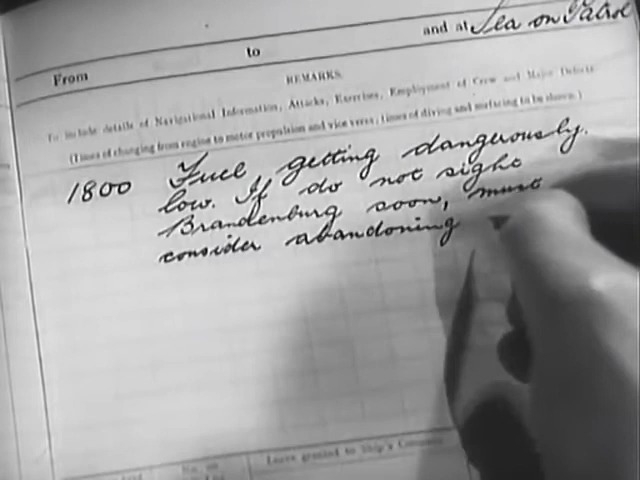 From to and at Sea on Patrol
REMARKS.
To include details of Navigational Information, Attacks, Exercises, Employment of Crew and Major Defects
(Times of changing from engine to motor propulsion and vice versa; times of diving and surfacing to be shown.)
1800 Fuel getting dangerously
low. If do not sight
Brandenburg soon, must
consider abandoning
Leave granted to Ship's